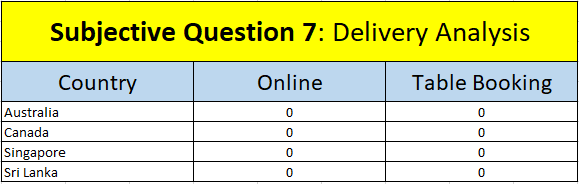 Subjective Question 7: Delivery Analysis
Country Online Table Booking
Australia 0 0
Canada 0 0
Singapore 0 0
Sri Lanka 0 0